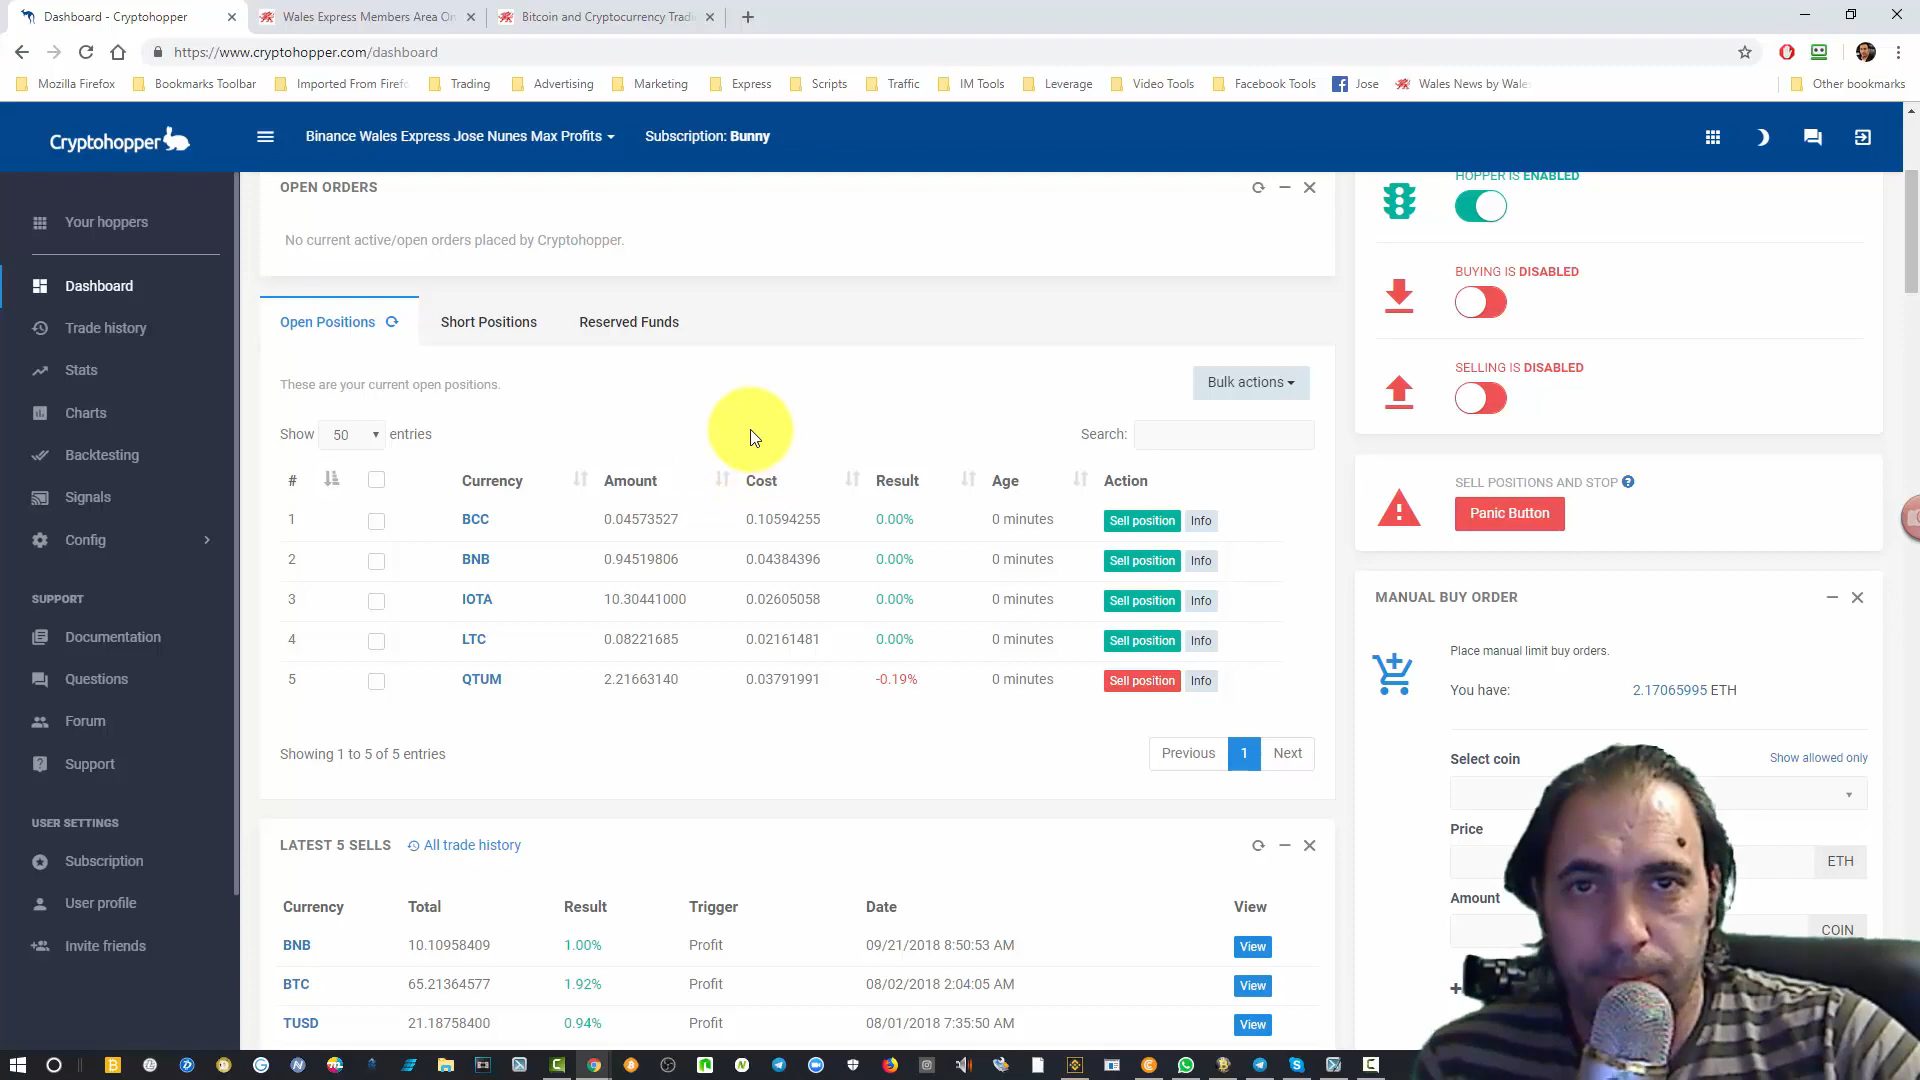 Dashboard - Cryptohopper
Wales Express Members Area On
Bitcoin and Cryptocurrency Tradi
https://www.cryptohopper.com/dashboard
Mozilla Firefox
Bookmarks Toolbar
Imported From Firefo
Trading
Advertising
Marketing
Express
Scripts
Traffic
IM Tools
Leverage
Video Tools
Facebook Tools
Jose
Wales News by Wales
Other bookmarks
Cryptohopper
Binance Wales Express Jose Nunes Max Profits
Subscription: Bunny
Your hoppers
Dashboard
Trade history
Stats
Charts
Backtesting
Signals
Config
SUPPORT
Documentation
Questions
Forum
Support
USER SETTINGS
Subscription
User profile
Invite friends
OPEN ORDERS
No current active/open orders placed by Cryptohopper.
Open Positions
Short Positions
Reserved Funds
These are your current open positions.
Bulk actions
Show 50 entries
Search:
# Currency Amount Cost Result Age Action
1 BCC 0.04573527 0.10594255 0.00% 0 minutes Sell position Info
2 BNB 0.94519806 0.04384396 0.00% 0 minutes Sell position Info
3 IOTA 10.30441000 0.02605058 0.00% 0 minutes Sell position Info
4 LTC 0.08221685 0.02161481 0.00% 0 minutes Sell position Info
5 QTUM 2.21663140 0.03791991 -0.19% 0 minutes Sell position Info
Showing 1 to 5 of 5 entries
Previous 1 Next
LATEST 5 SELLS
All trade history
Currency Total Result Trigger Date View
BNB 10.10958409 1.00% Profit 09/21/2018 8:50:53 AM View
BTC 65.21364577 1.92% Profit 08/02/2018 2:04:05 AM View
TUSD 21.18758400 0.94% Profit 08/01/2018 7:35:50 AM View
HOPPER IS ENABLED
BUYING IS DISABLED
SELLING IS DISABLED
SELL POSITIONS AND STOP
Panic Button
MANUAL BUY ORDER
Place manual limit buy orders.
You have: 2.17065995 ETH
Select coin
Show allowed only
Price
ETH
Amount
COIN